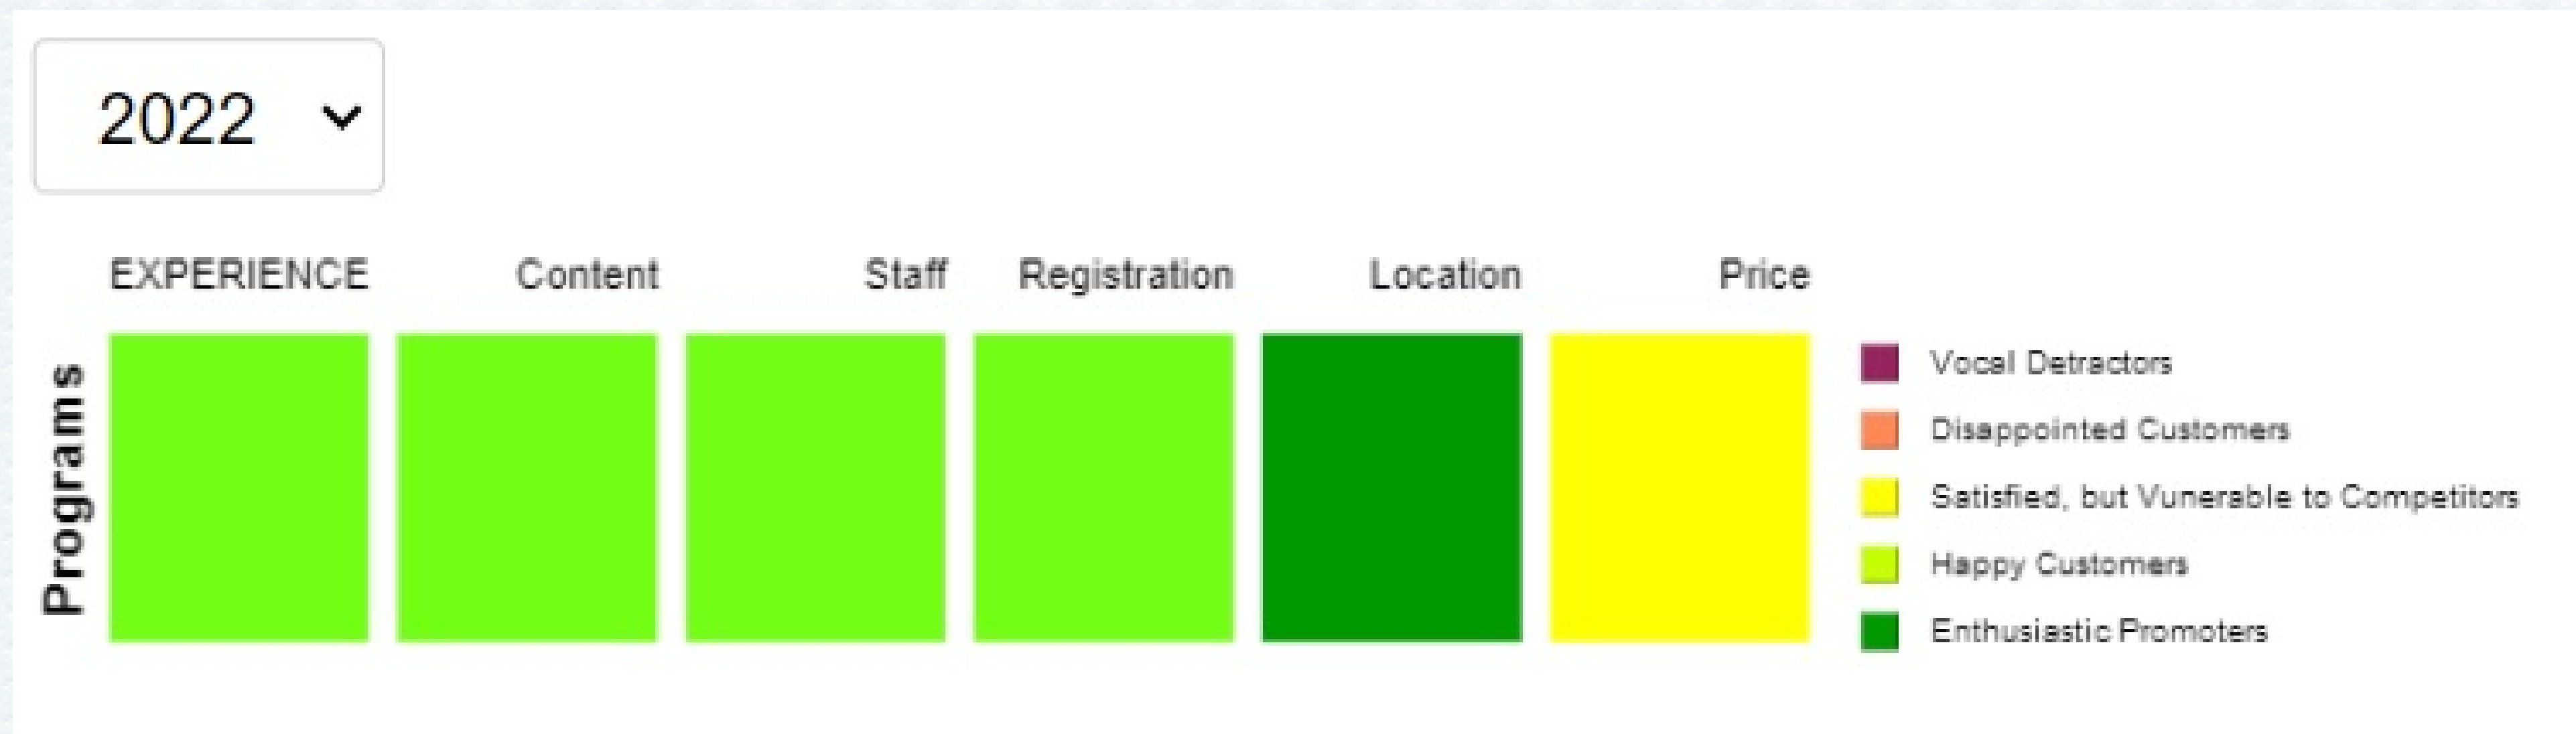 2022
EXPERIENCE Content Staff Registration Location Price
Programs
Vocal Detractors
Disappointed Customers
Satisfied, but Vunerable to Competitors
Happy Customers
Enthusiastic Promoters